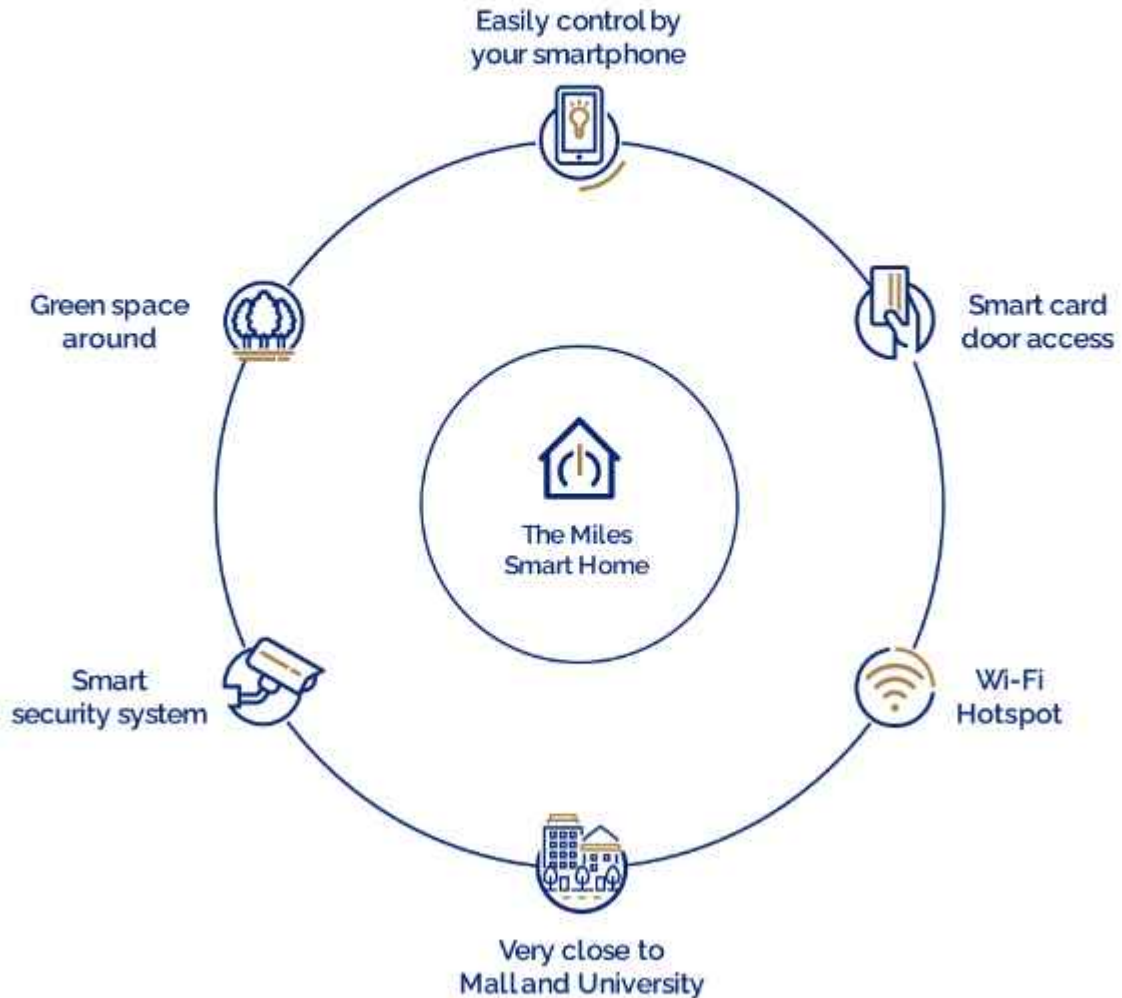 Easily control by
your smartphone
Green space
around
Smart card
door access
The Miles
Smart Home
Smart
security system
Wi-Fi
Hotspot
Very close to
Mall and University